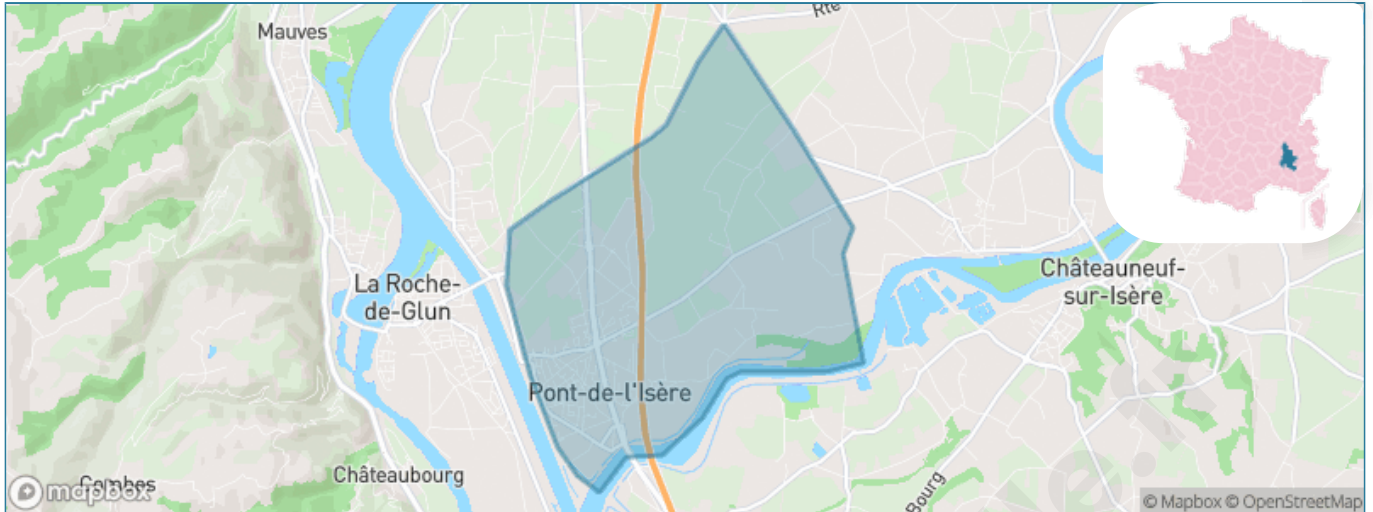 Mauves
Rte
La Roche-
de-Glun
Châteauneuf-
sur-Isère
Pont-de-l'Isère
Châteaubourg
Combes
Bourg
mapbox
© Mapbox © OpenStreetMap